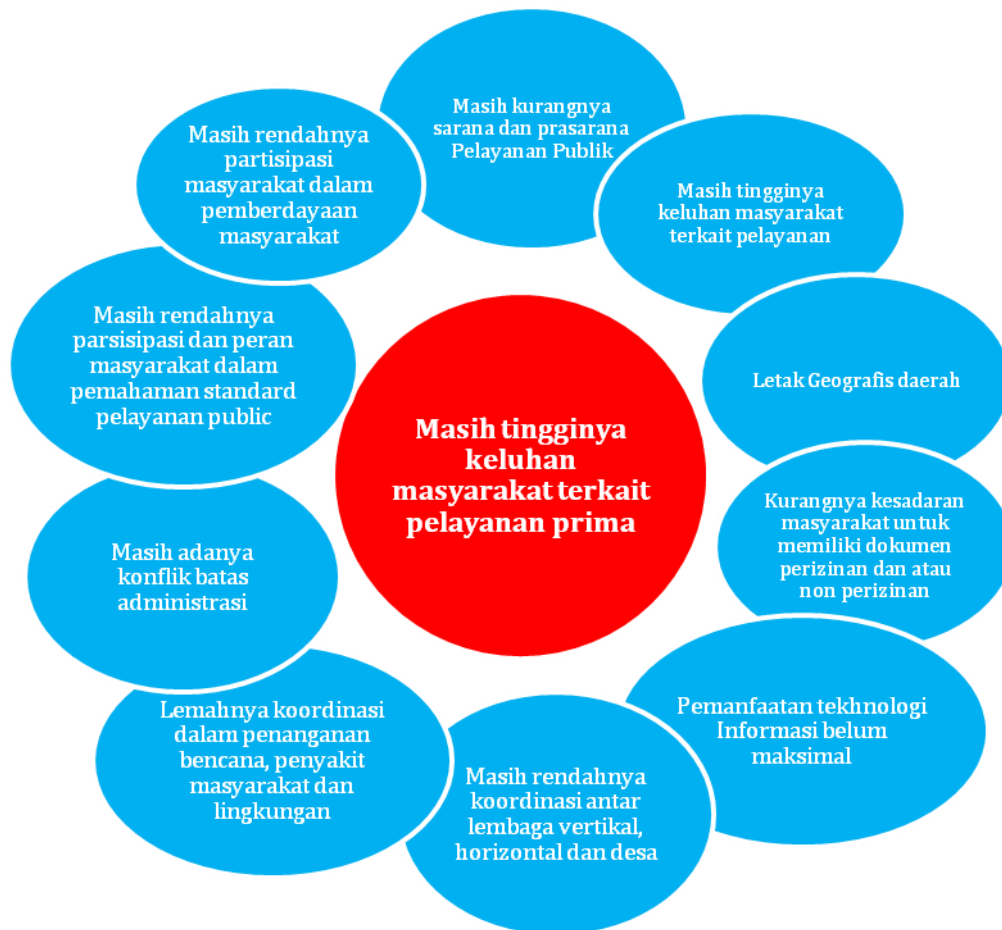 Masih kurangnya
sarana dan prasarana
Pelayanan Publik
Masih tingginya
keluhan masyarakat
terkait pelayanan
Letak Geografis daerah
Kurangnya kesadaran
masyarakat untuk
memiliki dokumen
perizinan dan atau
non perizinan
Pemanfaatan tekhnologi
Informasi belum
maksimal
Masih rendahnya
koordinasi antar
lembaga vertikal,
horizontal dan desa
Lemahnya koordinasi
dalam penanganan
bencana, penyakit
masyarakat dan
lingkungan
Masih adanya
konflik batas
administrasi
Masih rendahnya
parsisipasi dan peran
masyarakat dalam
pemahaman standard
pelayanan public
Masih rendahnya
partisipasi
masyarakat dalam
pemberdayaan
masyarakat
Masih tingginya
keluhan
masyarakat terkait
pelayanan prima